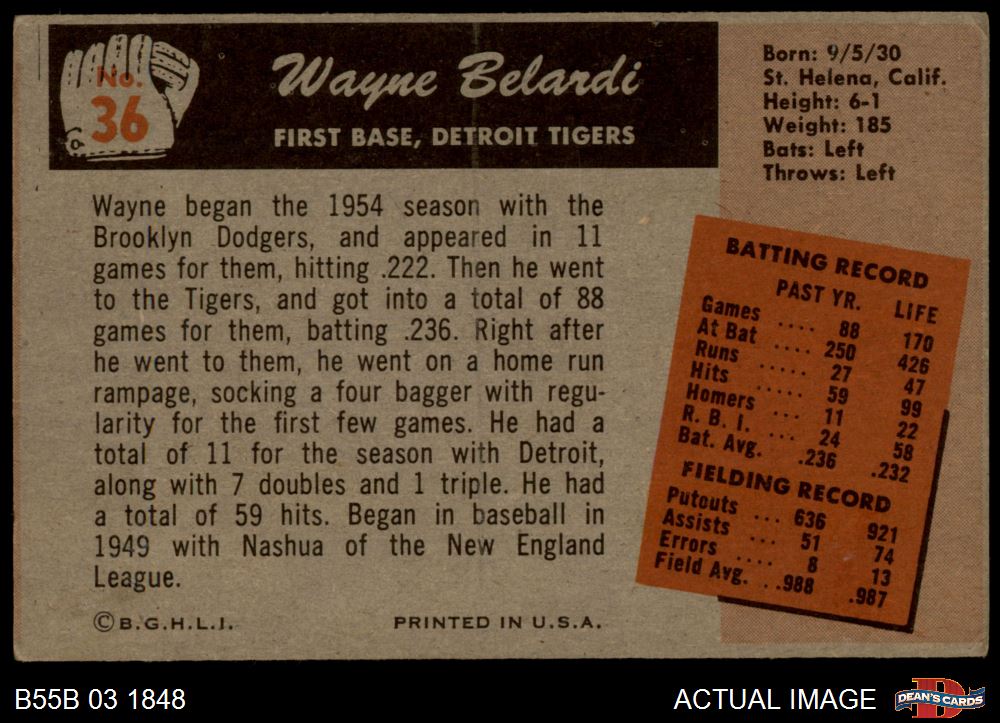 No.
36
Wayne Belardi
FIRST BASE, DETROIT TIGERS
Born: 9/5/30
St. Helena, Calif.
Height: 6-1
Weight: 185
Bats: Left
Throws: Left
Wayne began the 1954 season with the
Brooklyn Dodgers, and appeared in 11
games for them, hitting .222. Then he went
to the Tigers, and got into a total of 88
games for them, batting .236. Right after
he went to them, he went on a home run
rampage, socking a four bagger with regu-
larity for the first few games. He had a
total of 11 for the season with Detroit,
along with 7 doubles and 1 triple. He had
a total of 59 hits. Began in baseball in
1949 with Nashua of the New England
League.
BATTING RECORD
PAST YR. LIFE
Games .... 88 170
At Bat .... 250 426
Runs ..... 27 47
Hits ..... 59 99
Homers ... 11 22
R. B. I. .... 24 58
Bat. Avg. .236 .232
FIELDING RECORD
Putouts ... 636 921
Assists ... 51 74
Errors .... 8 13
Field Avg. . .988 .987
© B.G.H.L.I. PRINTED IN U.S.A.
B55B 03 1848 ACTUAL IMAGE DEAN'S CARDS